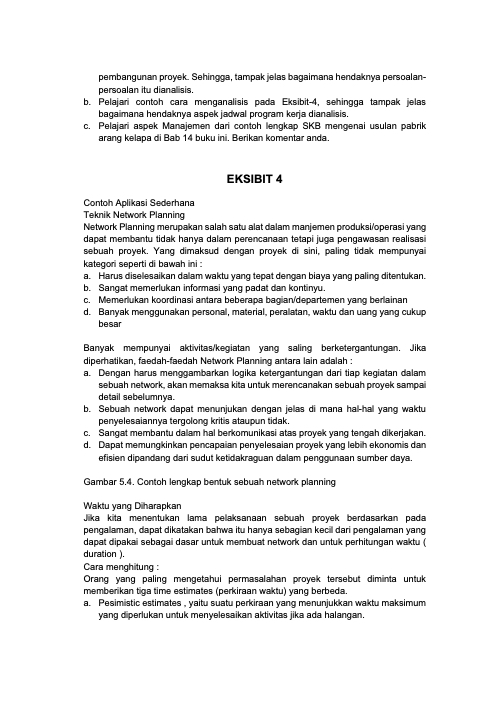 pembangunan proyek. Sehingga, tampak jelas bagaimana hendaknya persoalan-
persoalan itu dianalisis.
b. Pelajari contoh cara menganalisis pada Eksibit-4, sehingga tampak jelas
bagaimana hendaknya aspek jadwal program kerja dianalisis.
c. Pelajari aspek Manajemen dari contoh lengkap SKB mengenai usulan pabrik
arang kelapa di Bab 14 buku ini. Berikan komentar anda.
EKSIBIT 4
Contoh Aplikasi Sederhana
Teknik Network Planning
Network Planning merupakan salah satu alat dalam manjemen produksi/operasi yang
dapat membantu tidak hanya dalam perencanaan tetapi juga pengawasan realisasi
sebuah proyek. Yang dimaksud dengan proyek di sini, paling tidak mempunyai
kategori seperti di bawah ini :
a. Harus diselesaikan dalam waktu yang tepat dengan biaya yang paling ditentukan.
b. Sangat memerlukan informasi yang padat dan kontinyu.
c. Memerlukan koordinasi antara beberapa bagian/departemen yang berlainan
d. Banyak menggunakan personal, material, peralatan, waktu dan uang yang cukup
besar
Banyak mempunyai aktivitas/kegiatan yang saling berketergantungan. Jika
diperhatikan, faedah-faedah Network Planning antara lain adalah :
a. Dengan harus menggambarkan logika ketergantungan dari tiap kegiatan dalam
sebuah network, akan memaksa kita untuk merencanakan sebuah proyek sampai
detail sebelumnya.
b. Sebuah network dapat menunjukan dengan jelas di mana hal-hal yang waktu
penyelesaiannya tergolong kritis ataupun tidak.
c. Sangat membantu dalam hal berkomunikasi atas proyek yang tengah dikerjakan.
d. Dapat memungkinkan pencapaian penyelesaian proyek yang lebih ekonomis dan
efisien dipandang dari sudut ketidakraguan dalam penggunaan sumber daya.
Gambar 5.4. Contoh lengkap bentuk sebuah network planning
Waktu yang Diharapkan
Jika kita menentukan lama pelaksanaan sebuah proyek berdasarkan pada
pengalaman, dapat dikatakan bahwa itu hanya sebagian kecil dari pengalaman yang
dapat dipakai sebagai dasar untuk membuat network dan untuk perhitungan waktu (
duration ).
Cara menghitung :
Orang yang paling mengetahui permasalahan proyek tersebut diminta untuk
memberikan tiga time estimates (perkiraan waktu) yang berbeda.
a. Pesimistic estimates , yaitu suatu perkiraan yang menunjukkan waktu maksimum
yang diperlukan untuk menyelesaikan aktivitas jika ada halangan.